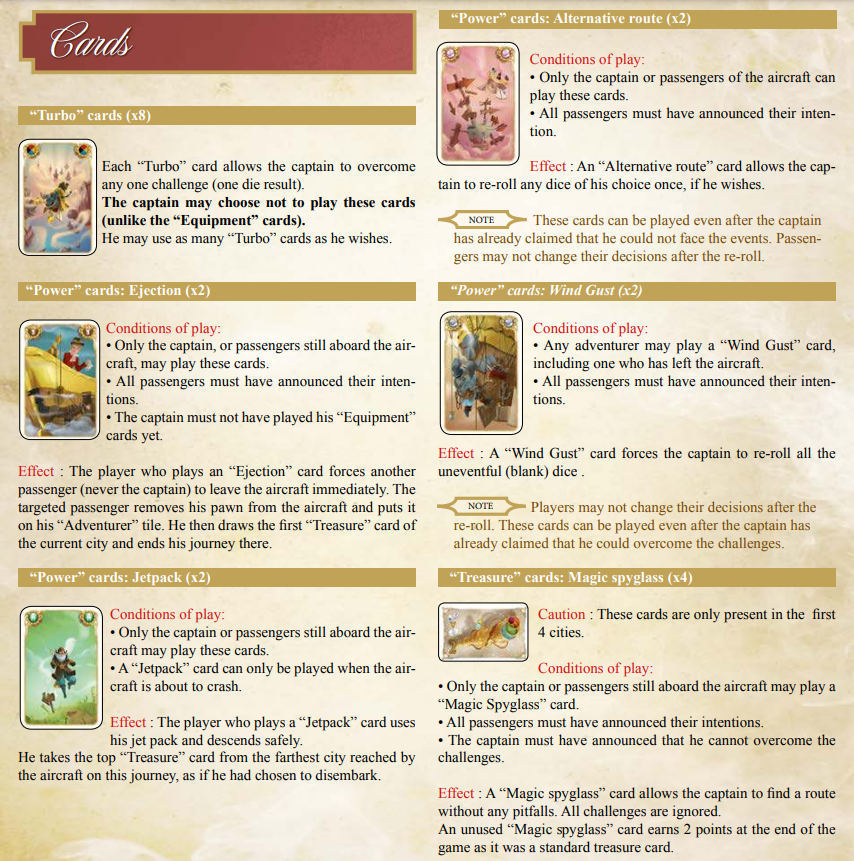 Cards
“Turbo” cards (x8)
Each “Turbo” card allows the captain to overcome
any one challenge (one die result).
The captain may choose not to play these cards
(unlike the “Equipment” cards).
He may use as many “Turbo” cards as he wishes.
“Power” cards: Ejection (x2)
Conditions of play:
• Only the captain, or passengers still aboard the air-
craft, may play these cards.
• All passengers must have announced their inten-
tions.
• The captain must not have played his “Equipment”
cards yet.
Effect : The player who plays an “Ejection” card forces another
passenger (never the captain) to leave the aircraft immediately. The
targeted passenger removes his pawn from the aircraft and puts it
on his “Adventurer” tile. He then draws the first “Treasure” card of
the current city and ends his journey there.
“Power” cards: Jetpack (x2)
Conditions of play:
• Only the captain or passengers still aboard the air-
craft may play these cards.
• A “Jetpack” card can only be played when the air-
craft is about to crash.
Effect : The player who plays a “Jetpack” card uses
his jet pack and descends safely.
He takes the top “Treasure” card from the farthest city reached by
the aircraft on this journey, as if he had chosen to disembark.
“Power” cards: Alternative route (x2)
Conditions of play:
• Only the captain or passengers of the aircraft can
play these cards.
• All passengers must have announced their inten-
tion.
Effect : An “Alternative route” card allows the cap-
tain to re-roll any dice of his choice once, if he wishes.
NOTE These cards can be played even after the captain
has already claimed that he could not face the events. Passen-
gers may not change their decisions after the re-roll.
“Power” cards: Wind Gust (x2)
Conditions of play:
• Any adventurer may play a “Wind Gust” card,
including one who has left the aircraft.
• All passengers must have announced their inten-
tions.
Effect : A “Wind Gust” card forces the captain to re-roll all the
uneventful (blank) dice .
NOTE Players may not change their decisions after the
re-roll. These cards can be played even after the captain has
already claimed that he could overcome the challenges.
“Treasure” cards: Magic spyglass (x4)
Caution : These cards are only present in the first
4 cities.
Conditions of play:
• Only the captain or passengers still aboard the aircraft may play a
“Magic Spyglass” card.
• All passengers must have announced their intentions.
• The captain must have announced that he cannot overcome the
challenges.
Effect : A “Magic spyglass” card allows the captain to find a route
without any pitfalls. All challenges are ignored.
An unused “Magic spyglass” card earns 2 points at the end of the
game as it was a standard treasure card.